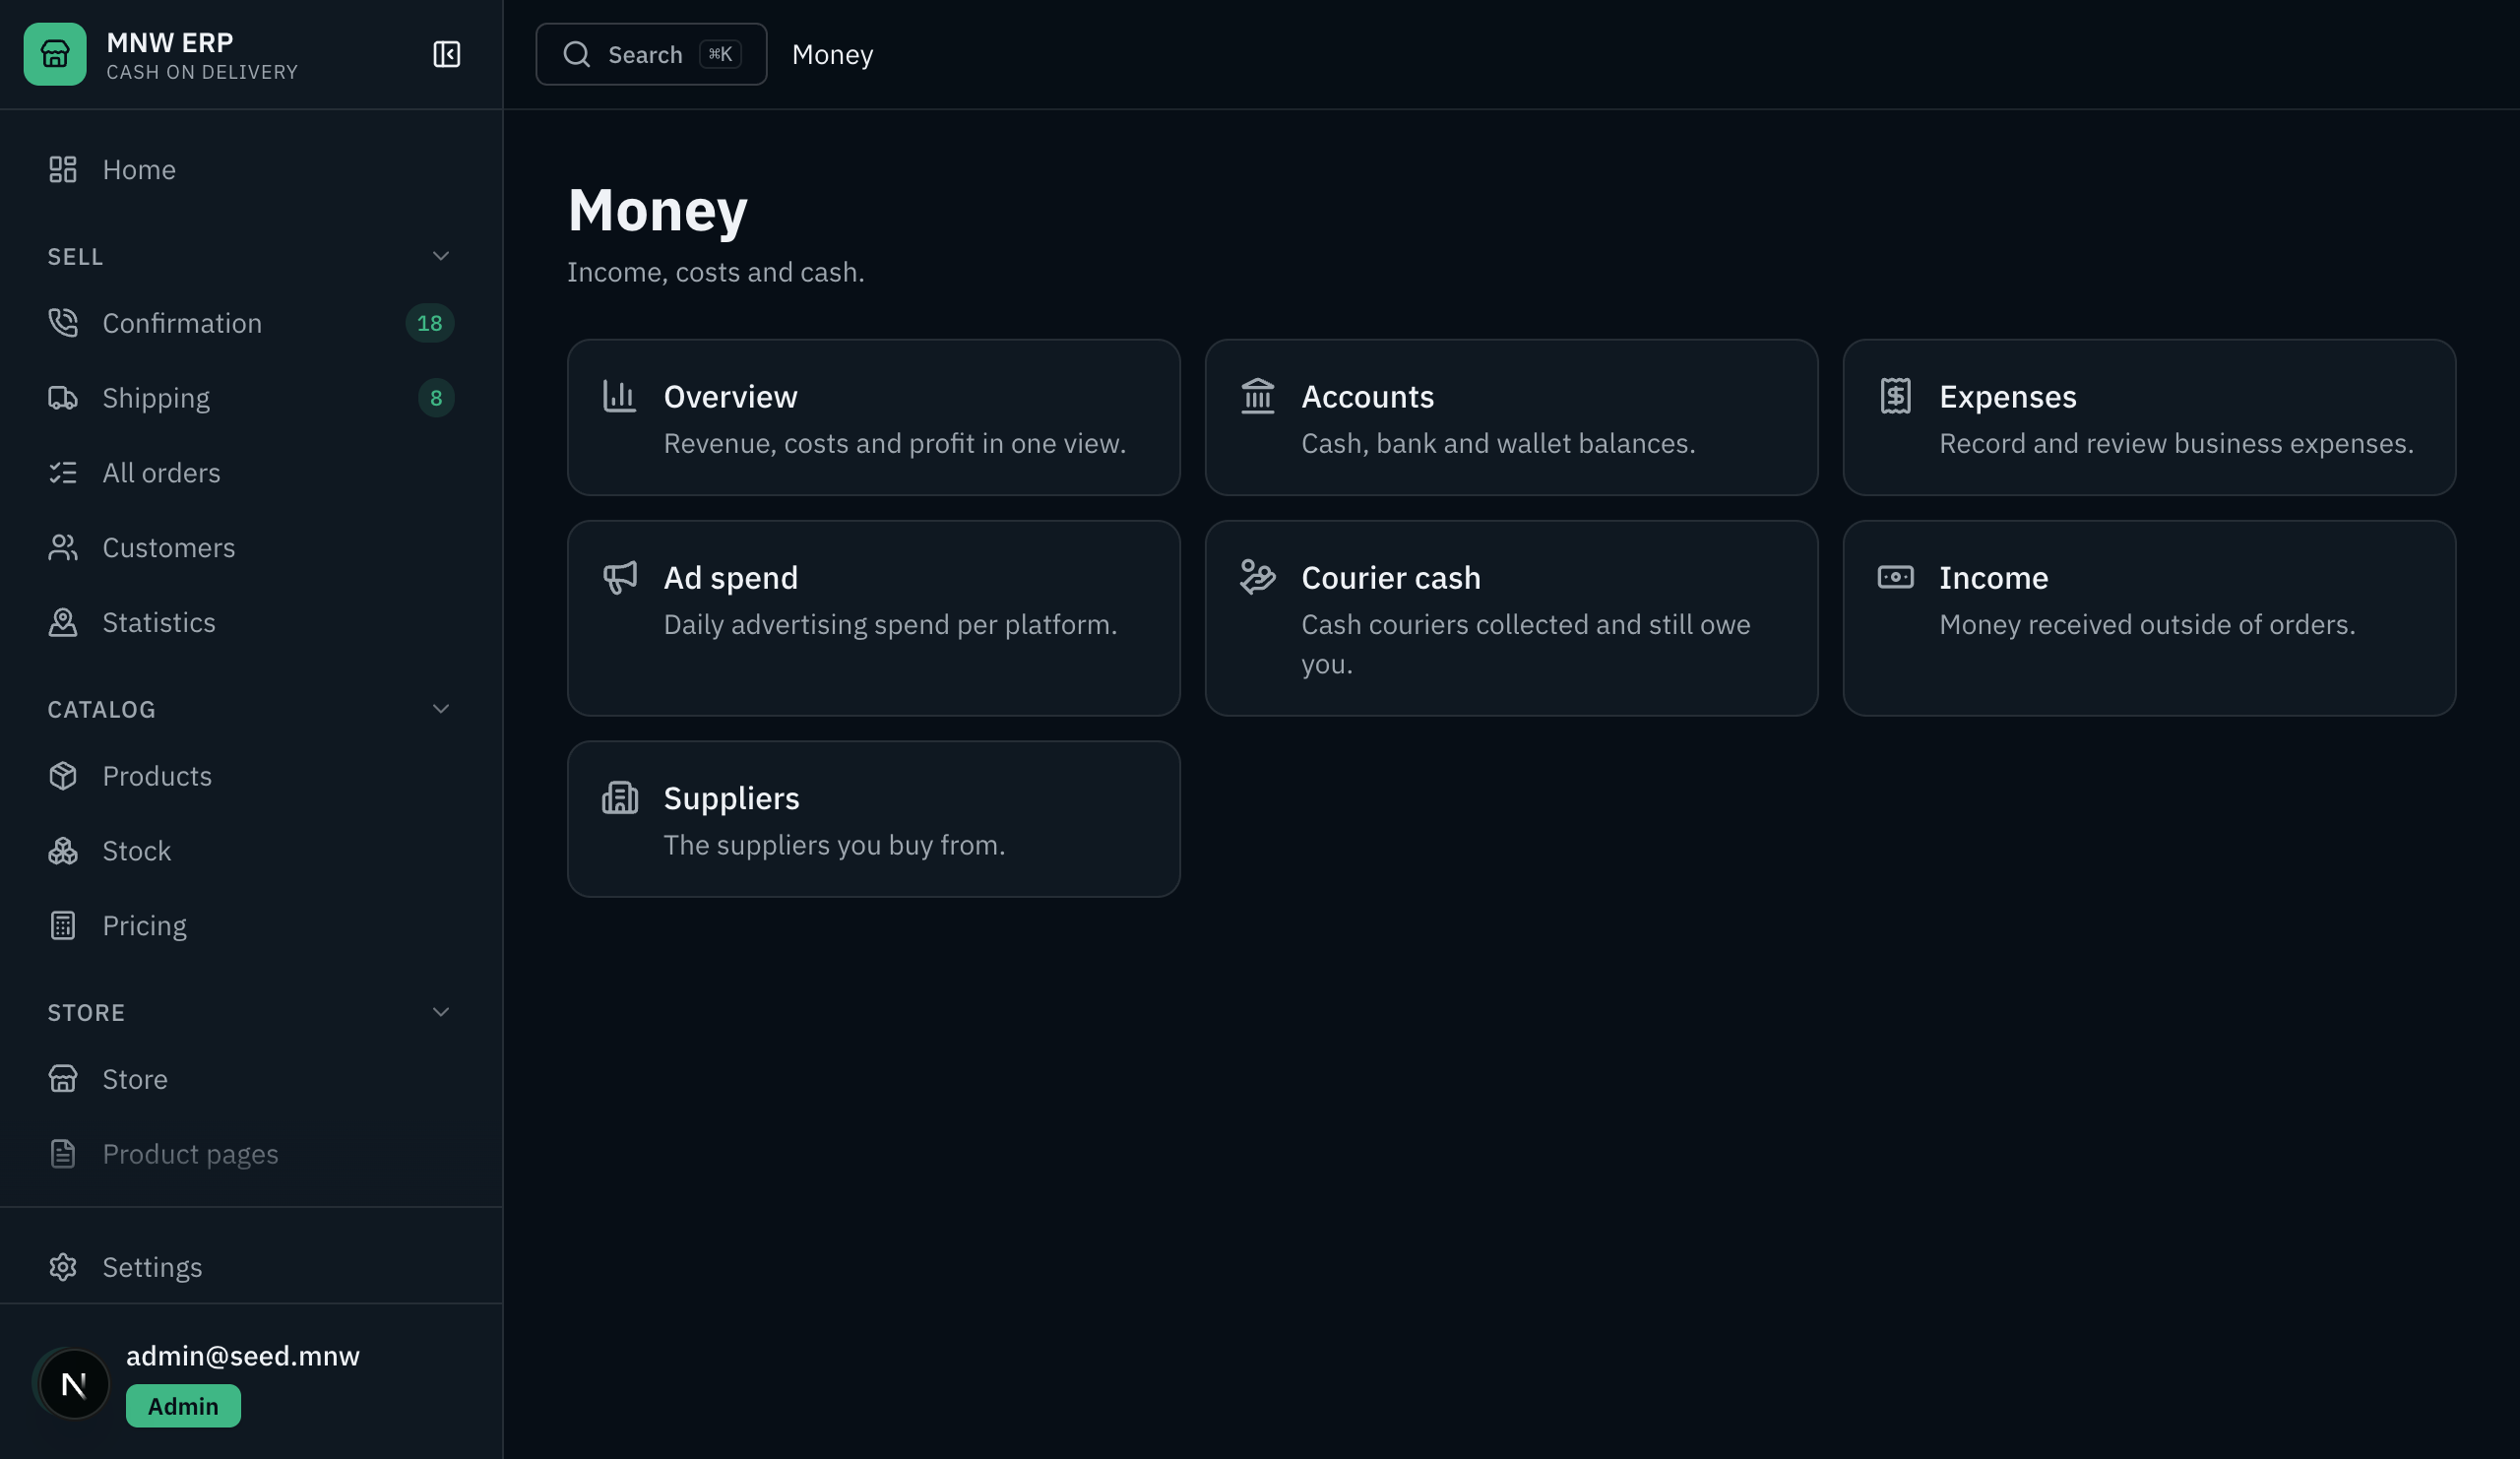 MNW ERP
CASH ON DELIVERY
Search ⌘K
Money
Home
SELL
Confirmation 18
Shipping 8
All orders
Customers
Statistics
CATALOG
Products
Stock
Pricing
STORE
Store
Product pages
Settings
N
admin@seed.mnw
Admin
Money
Income, costs and cash.
Overview
Revenue, costs and profit in one view.
Accounts
Cash, bank and wallet balances.
Expenses
Record and review business expenses.
Ad spend
Daily advertising spend per platform.
Courier cash
Cash couriers collected and still owe
you.
Income
Money received outside of orders.
Suppliers
The suppliers you buy from.